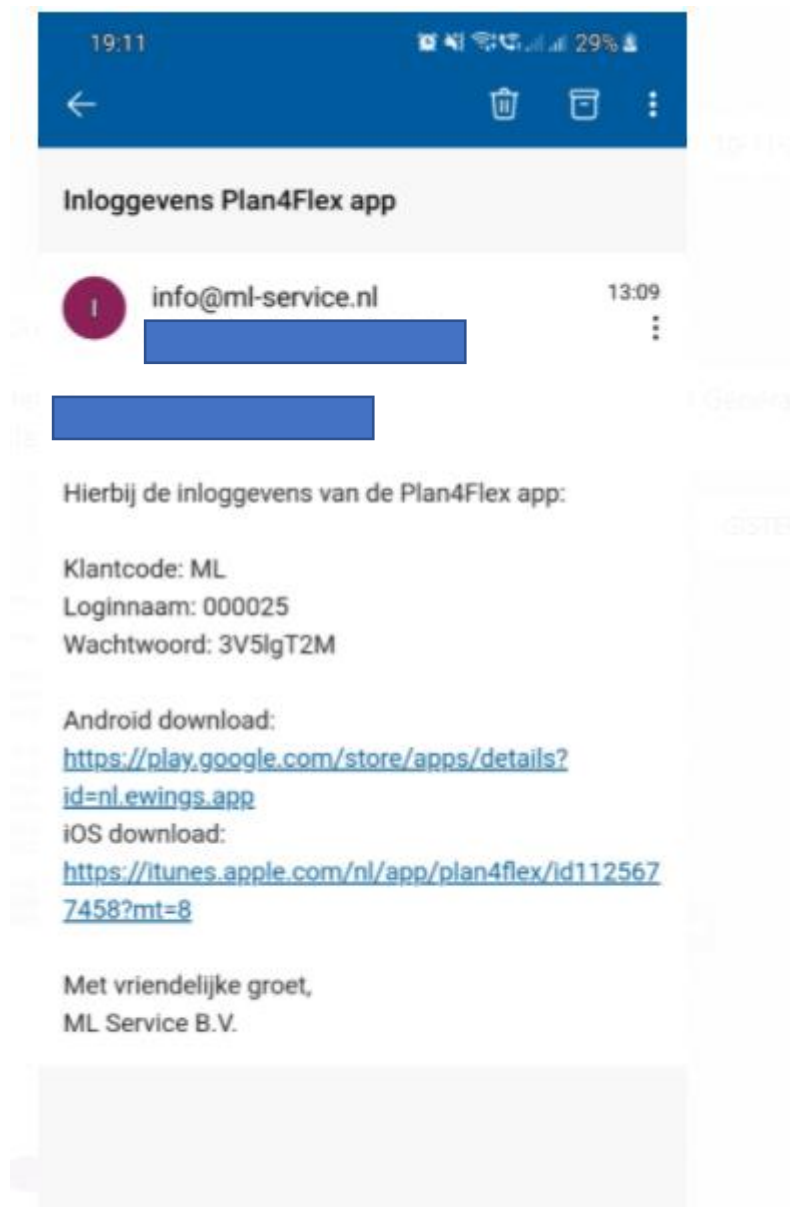 19:11 29%
Inloggevens Plan4Flex app
I info@ml-service.nl 13:09
Hierbij de inloggevens van de Plan4Flex app:
Klantcode: ML
Loginnaam: 000025
Wachtwoord: 3V5lgT2M
Android download:
https://play.google.com/store/apps/details?
id=nl.ewings.app
iOS download:
https://itunes.apple.com/nl/app/plan4flex/id112567
7458?mt=8
Met vriendelijke groet,
ML Service B.V.